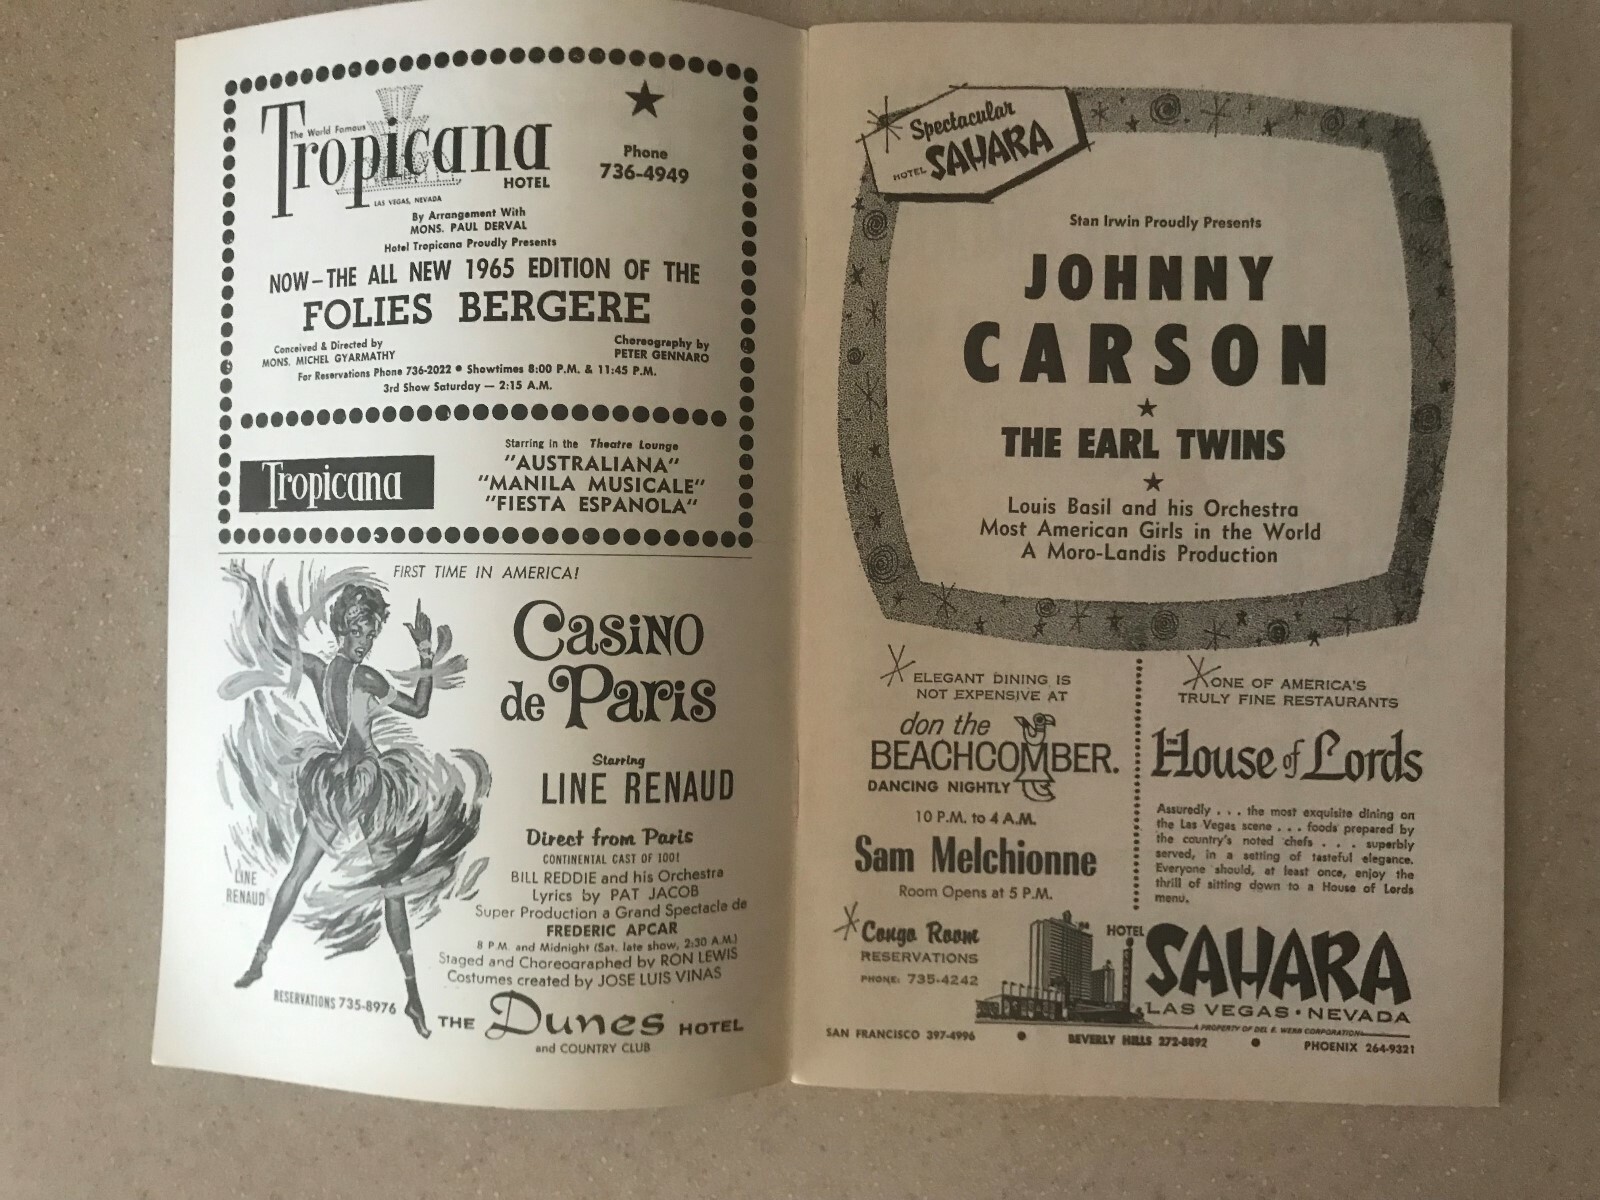 The World Famous
Tropicana
HOTEL
LAS VEGAS, NEVADA
Phone
736-4949
By Arrangement With
MONS. PAUL DERVAL
Hotel Tropicana Proudly Presents
NOW—THE ALL NEW 1965 EDITION OF THE
FOLIES BERGERE
Conceived & Directed by
MONS. MICHEL GYARMATHY
Choreography by
PETER GENNARO
For Reservations Phone 736-2022 • Showtimes 8:00 P.M. & 11:45 P.M.
3rd Show Saturday — 2:15 A.M.
Tropicana
Starring in the Theatre Lounge
"AUSTRALIANA"
"MANILA MUSICALE"
"FIESTA ESPANOLA"
FIRST TIME IN AMERICA!
Casino
de Paris
Starring
LINE RENAUD
Direct from Paris
CONTINENTAL CAST OF 100!
BILL REDDIE and his Orchestra
Lyrics by PAT JACOB
Super Production a Grand Spectacle de
FREDERIC APCAR
8 P.M. and Midnight (Sat. late show, 2:30 A.M.)
Staged and Choreographed by RON LEWIS
Costumes created by JOSE LUIS VINAS
LINE
RENAUD
RESERVATIONS 735-8976
THE Dunes HOTEL
and COUNTRY CLUB
Spectacular
HOTEL SAHARA
Stan Irwin Proudly Presents
JOHNNY
CARSON
THE EARL TWINS
Louis Basil and his Orchestra
Most American Girls in the World
A Moro-Landis Production
ELEGANT DINING IS
NOT EXPENSIVE AT
don the
BEACHCOMBER.
DANCING NIGHTLY
10 P.M. to 4 A.M.
Sam Melchionne
Room Opens at 5 P.M.
Congo Room
RESERVATIONS
PHONE: 735-4242
ONE OF AMERICA'S
TRULY FINE RESTAURANTS
THE House of Lords
Assuredly . . . the most exquisite dining on
the Las Vegas scene . . . foods prepared by
the country's noted chefs . . . superbly
served, in a setting of tasteful elegance.
Everyone should, at least once, enjoy the
thrill of sitting down to a House of Lords
menu.
HOTEL SAHARA
LAS VEGAS • NEVADA
A PROPERTY OF DEL E. WEBB CORPORATION
SAN FRANCISCO 397-4996 • BEVERLY HILLS 272-8892 • PHOENIX 264-9321